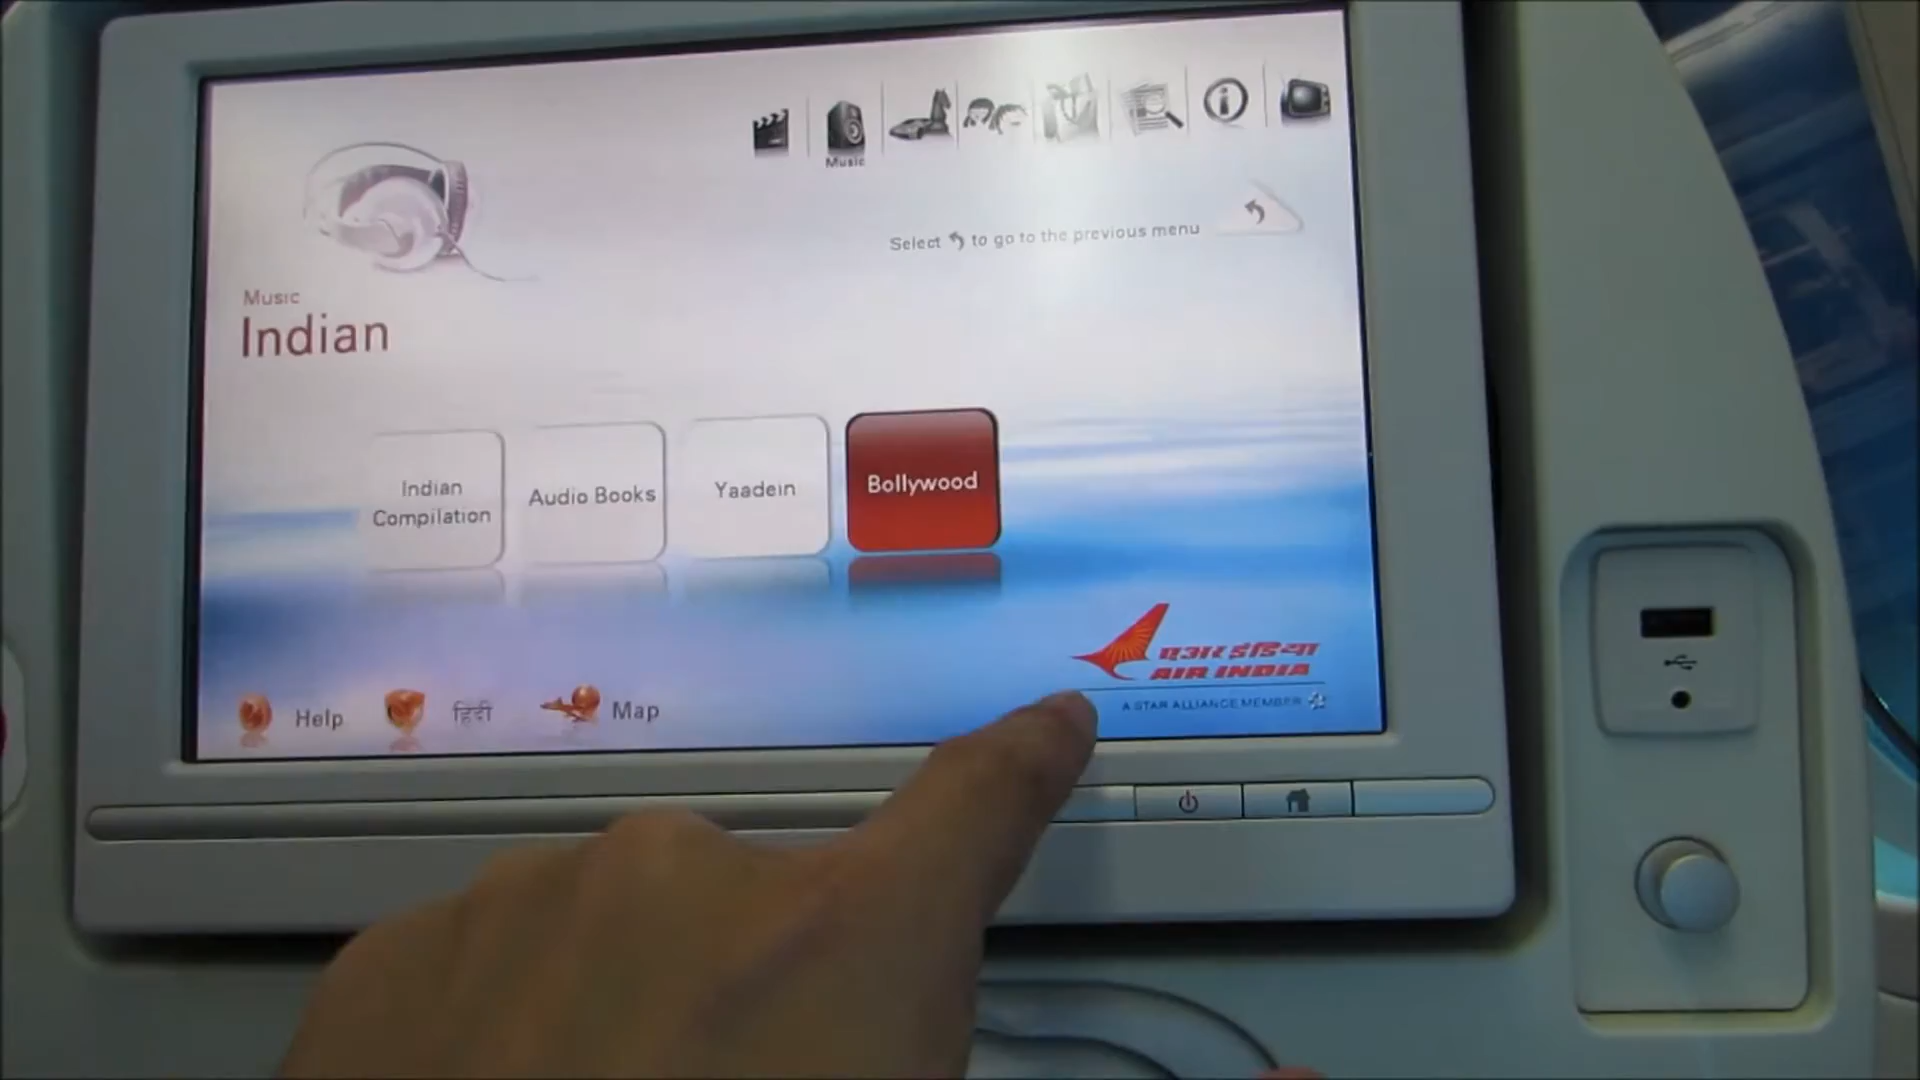 Music
Select to go to the previous menu
Music
Indian
Indian
Compilation
Audio Books
Yaadein
Bollywood
एअर इंडिया
AIR INDIA
A STAR ALLIANCE MEMBER
Help
हिंदी
Map